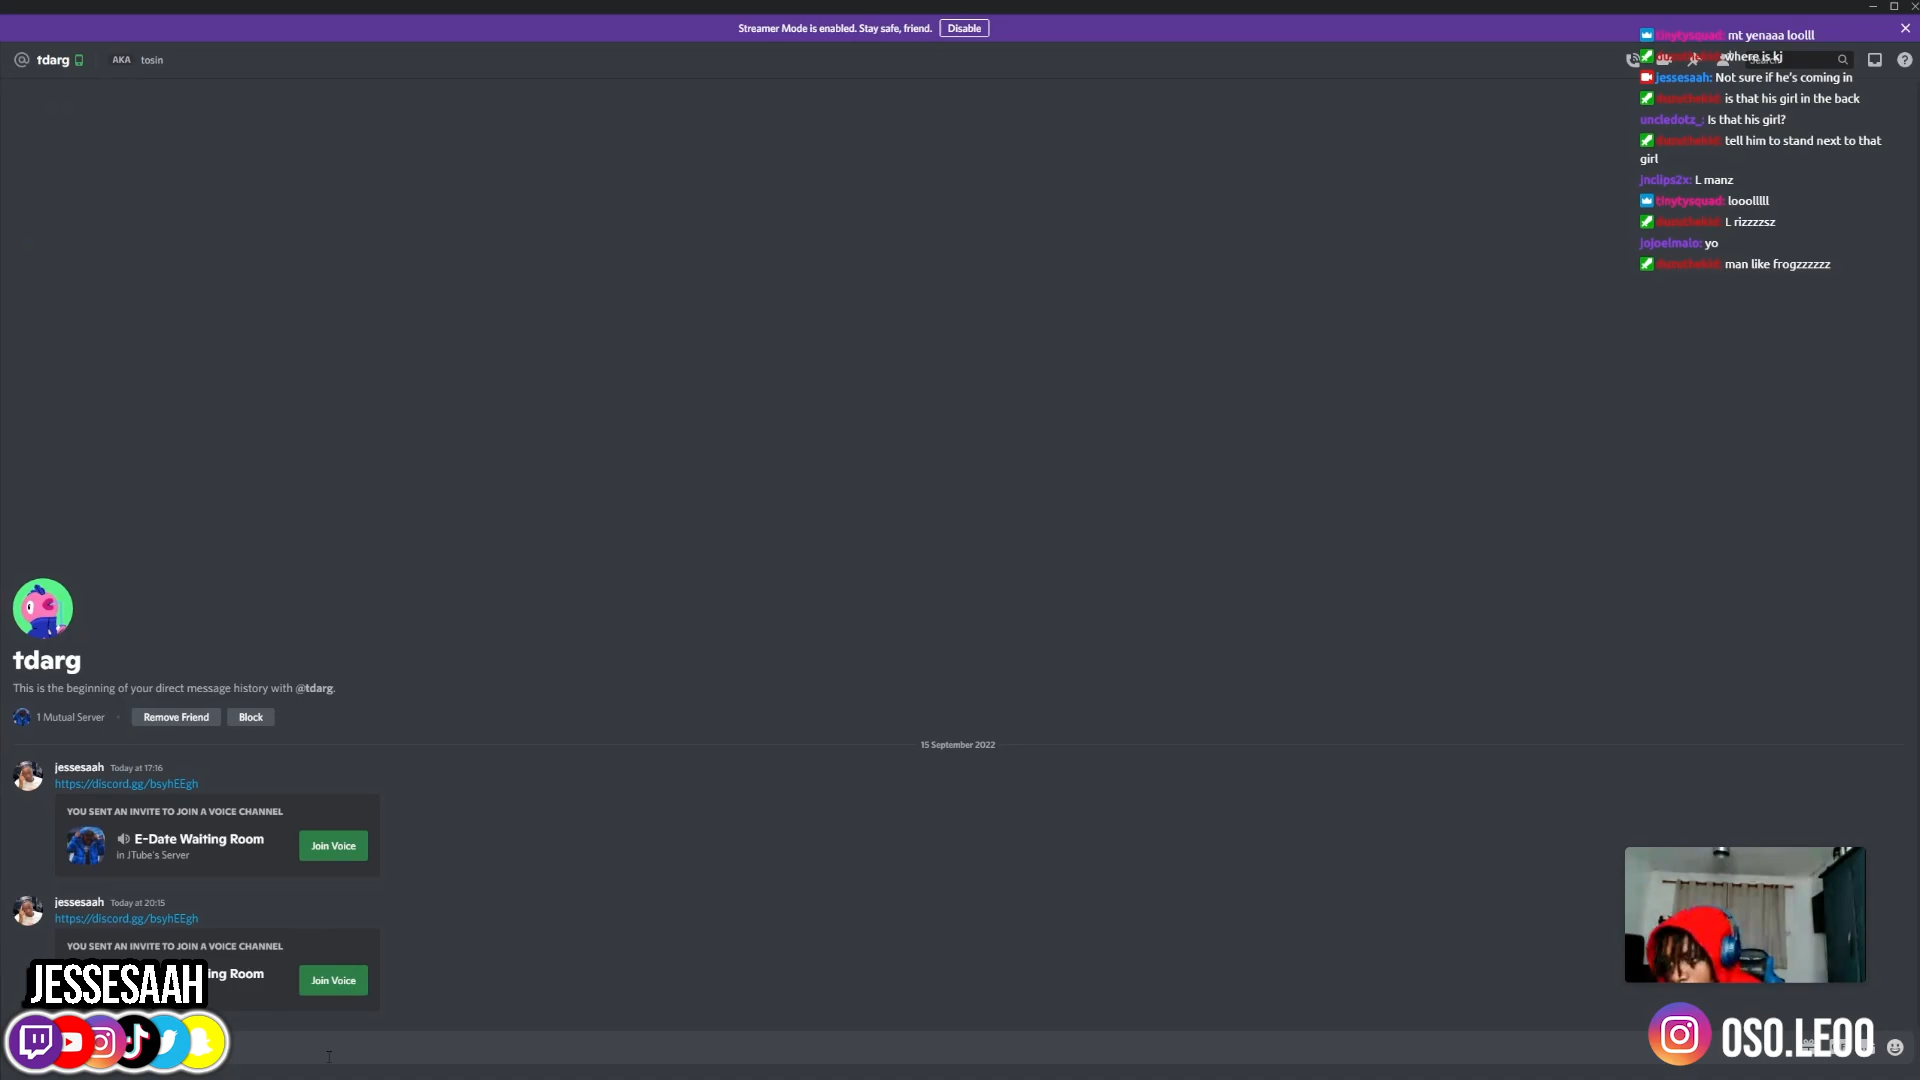 Streamer Mode is enabled. Stay safe, friend. Disable
tdarg AKA tosin
tinytysquad: mt yenaaa loolll
where is kj
jessesaah: Not sure if he's coming in
is that his girl in the back
uncledotz_: Is that his girl?
tell him to stand next to that
girl
jnclips2x: L manz
tinytysquad: looolllll
L rizzzzsz
jojoelmalo: yo
man like frogzzzzzz
tdarg
This is the beginning of your direct message history with @tdarg.
1 Mutual Server Remove Friend Block
15 September 2022
jessesaah Today at 17:16
https://discord.gg/bsyhEEgh
YOU SENT AN INVITE TO JOIN A VOICE CHANNEL
E-Date Waiting Room
in JTube's Server
Join Voice
jessesaah Today at 20:15
https://discord.gg/bsyhEEgh
YOU SENT AN INVITE TO JOIN A VOICE CHANNEL
ing Room
Join Voice
JESSESAAH
OSO.LEOO